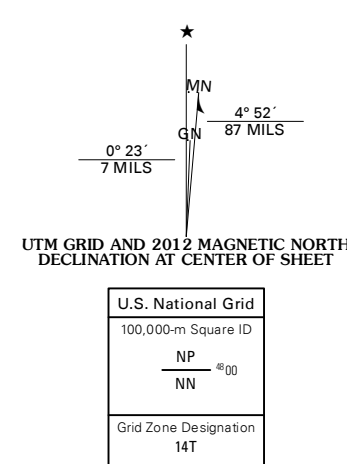 ★
MN
4° 52´
87 MILS
GN
0° 23´
7 MILS
UTM GRID AND 2012 MAGNETIC NORTH
DECLINATION AT CENTER OF SHEET
U.S. National Grid
100,000-m Square ID
NP
4800
NN
Grid Zone Designation
14T